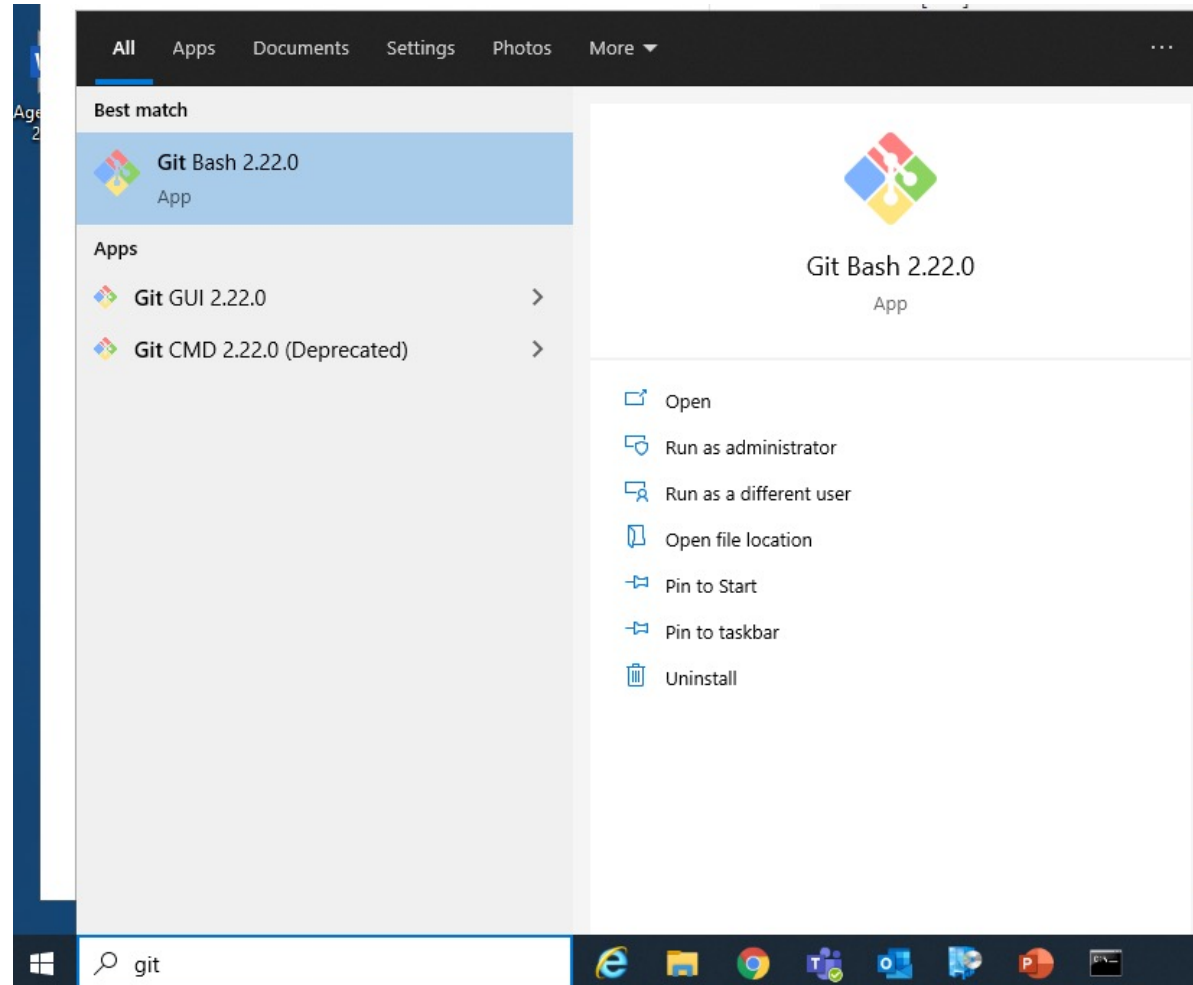 All Apps Documents Settings Photos More
Best match
Git Bash 2.22.0
App
Apps
Git GUI 2.22.0
Git CMD 2.22.0 (Deprecated)
Git Bash 2.22.0
App
Open
Run as administrator
Run as a different user
Open file location
Pin to Start
Pin to taskbar
Uninstall
git